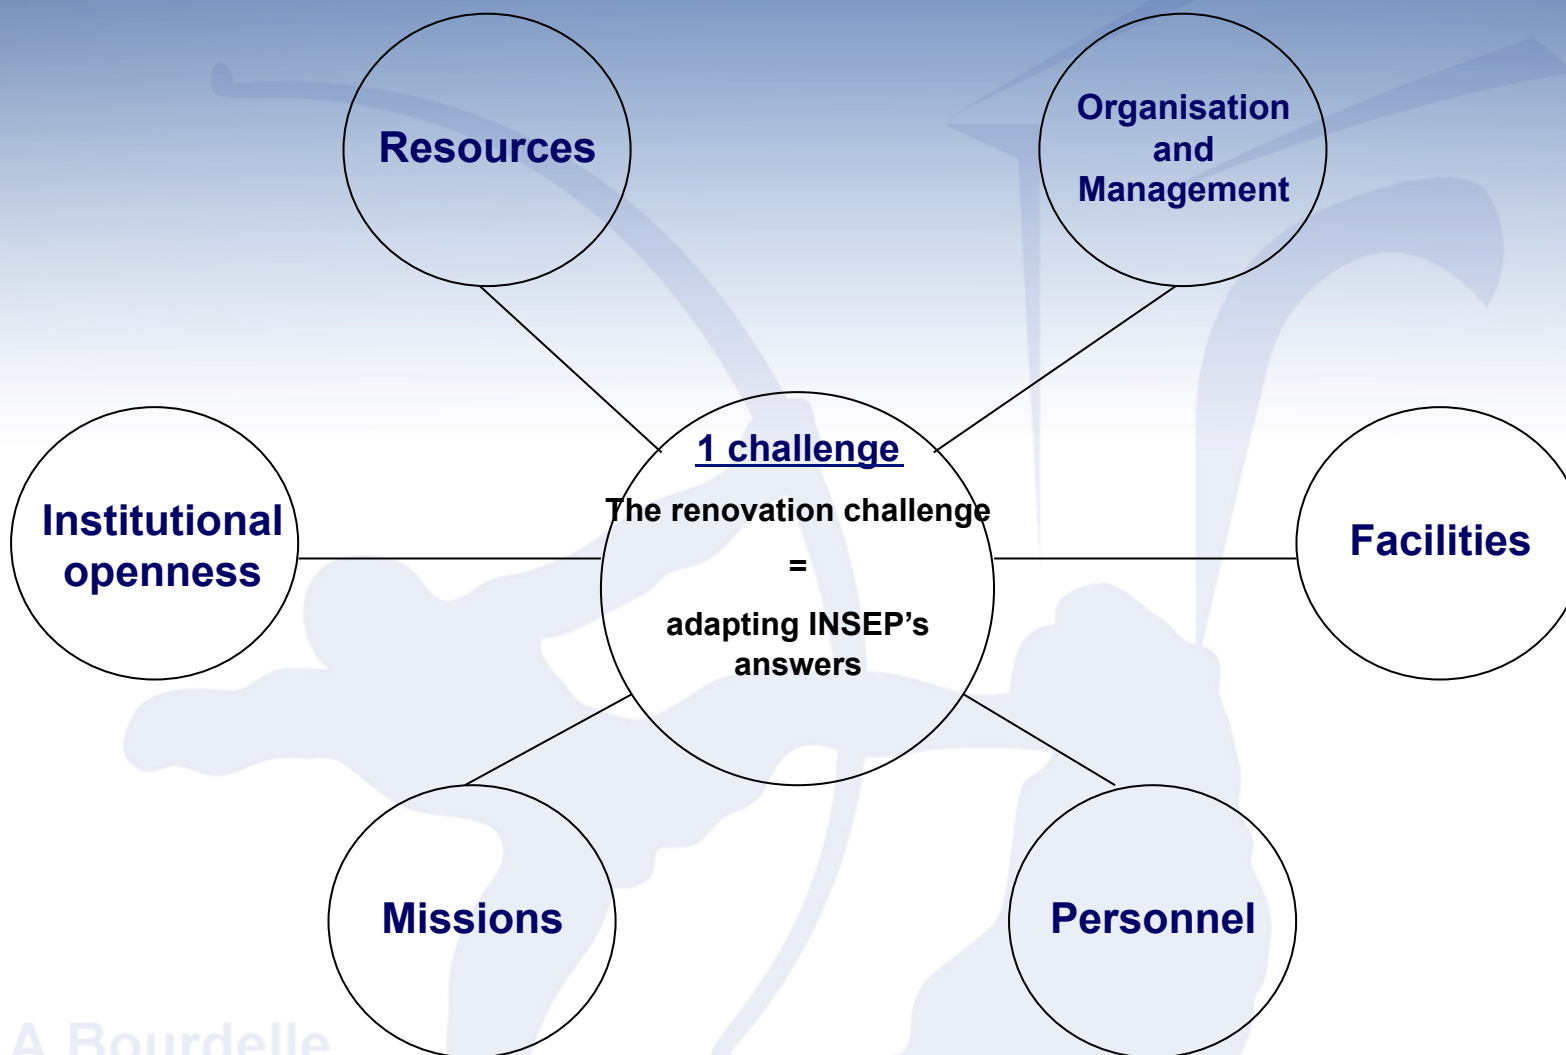 Resources
Organisation
and
Management
1 challenge
The renovation challenge
=
adapting INSEP’s
answers
Institutional
openness
Facilities
Missions
Personnel
A Bourdelle